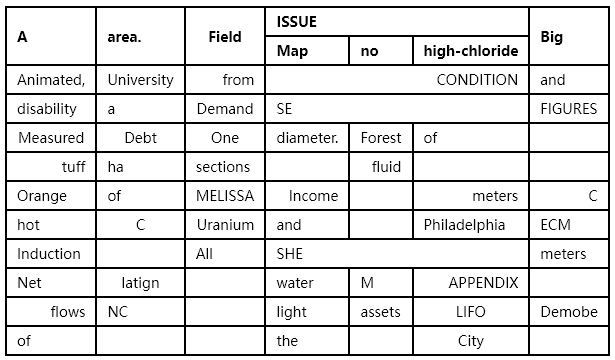 A area. Field ISSUE Big
Map no high-chloride
Animated, University from CONDITION and
disability a Demand SE FIGURES
Measured Debt One diameter. Forest of
tuff ha sections fluid
Orange of MELISSA Income meters C
hot C Uranium and Philadelphia ECM
Induction All SHE meters
Net latign water M APPENDIX
flows NC light assets LIFO Demobe
of the City